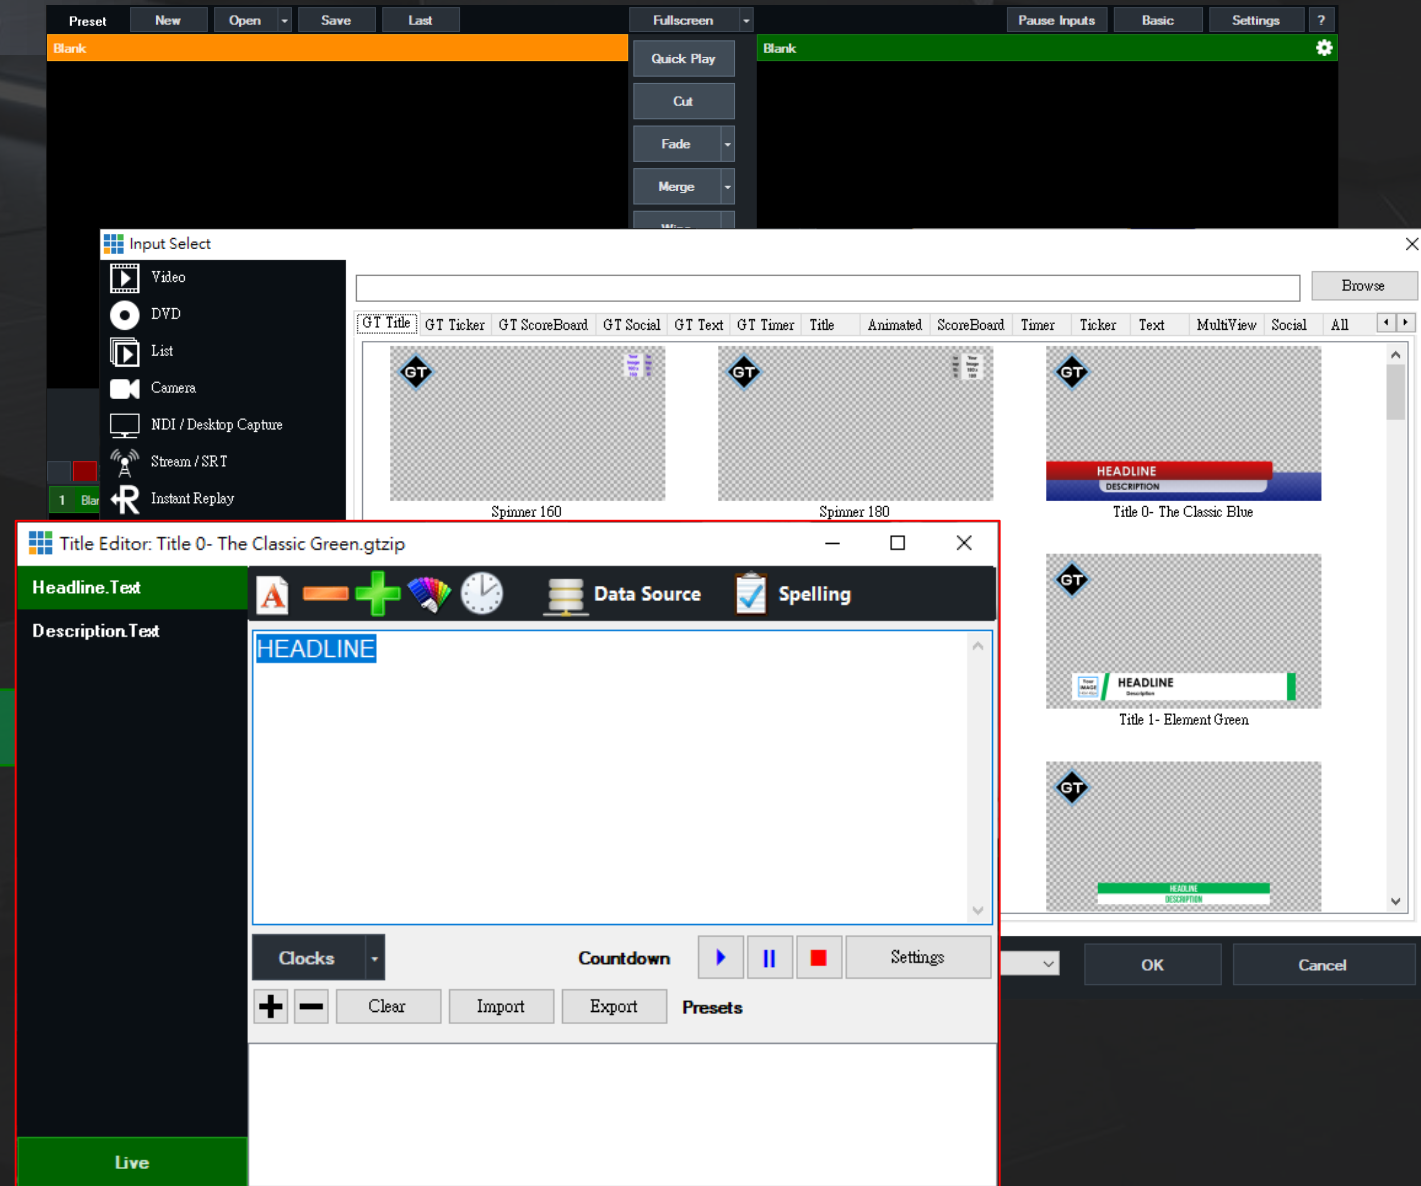 Preset New Open Save Last Fullscreen Pause Inputs Basic Settings ?
Blank
Blank
Quick Play
Cut
Fade
Merge
Input Select
Video
DVD
List
Camera
NDI / Desktop Capture
Stream / SRT
Instant Replay
Browse
GT Title GT Ticker GT ScoreBoard GT Social GT Text GT Timer Title Animated ScoreBoard Timer Ticker Text MultiView Social All
GT
Spinner 160
GT
Spinner 180
GT
HEADLINE
DESCRIPTION
Title 0- The Classic Blue
GT
Your
IMAGE
HEADLINE
Description
Title 1- Element Green
GT
HEADLINE
DESCRIPTION
1 Blan
OK
Cancel
Title Editor: Title 0- The Classic Green.gtzip
Headline.Text
Description.Text
Data Source
Spelling
HEADLINE
Clocks
Countdown
Settings
Clear
Import
Export
Presets
Live